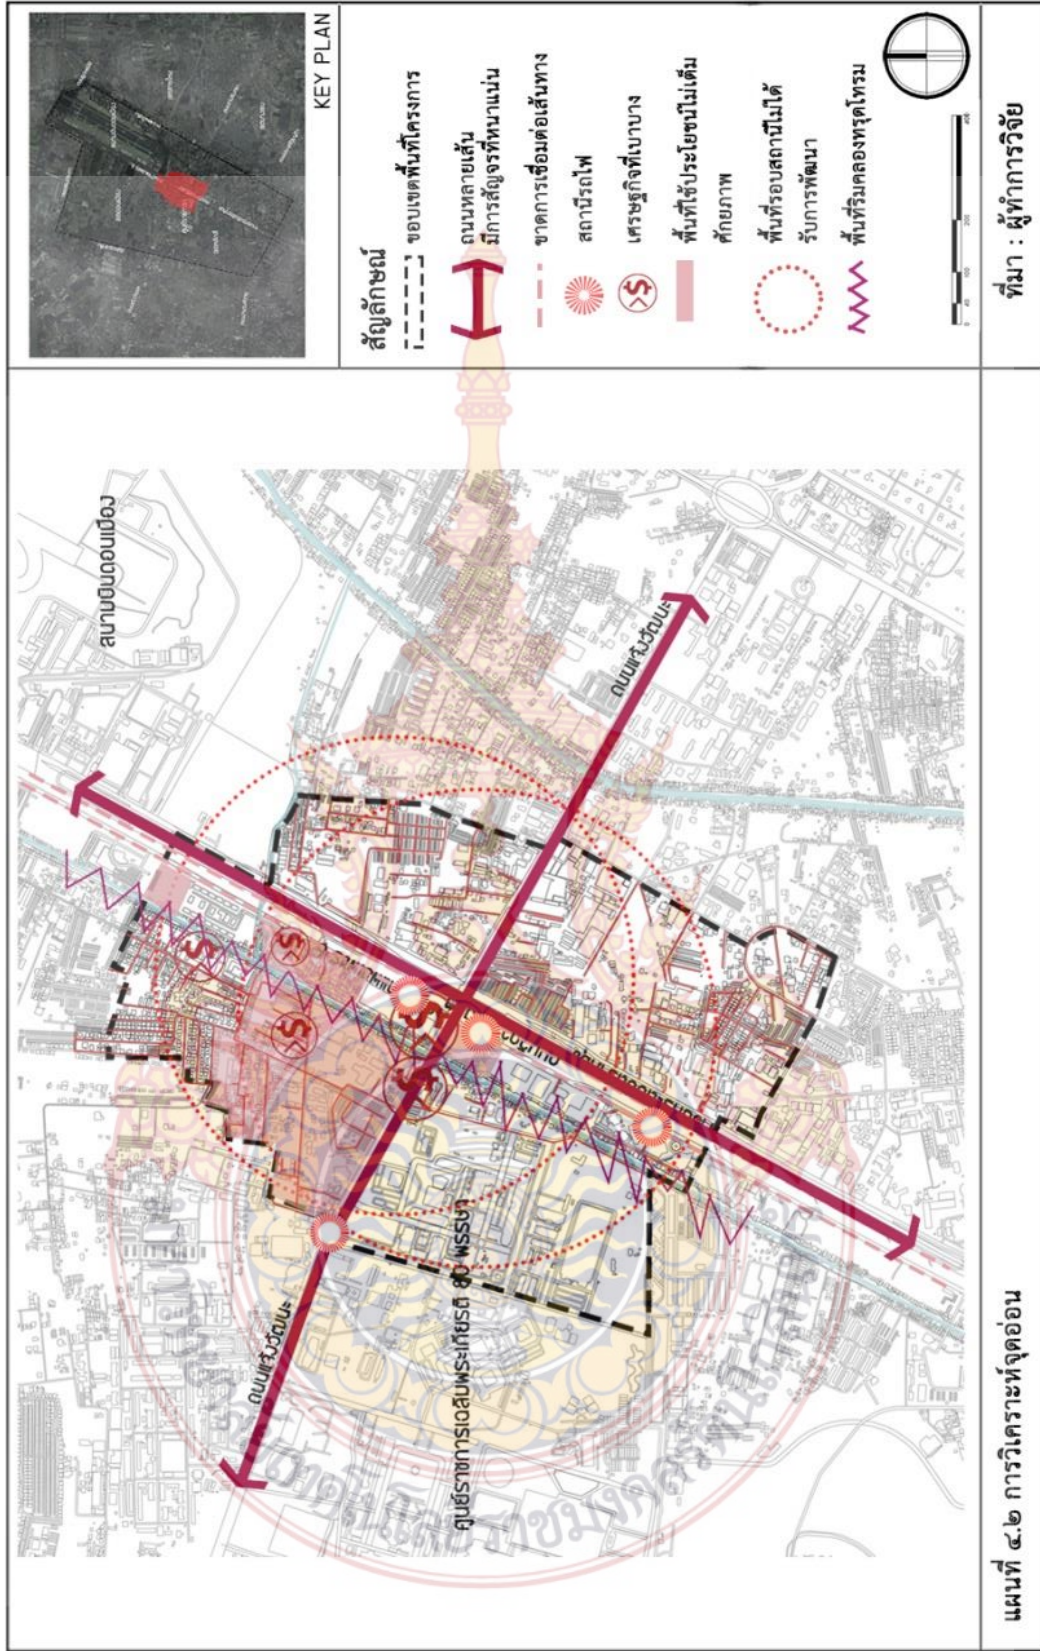 KEY PLAN
สัญลักษณ์
ขอบเขตพื้นที่โครงการ
ถนนหลายเส้น
มีการสัญจรที่หนาแน่น
ขาดการเชื่อมต่อเส้นทาง
สถานีรถไฟ
เศรษฐกิจที่เบาบาง
พื้นที่ใช้ประโยชน์ไม่เต็ม
ศักยภาพ
พื้นที่รอบสถานีไม่ได้
รับการพัฒนา
พื้นที่ริมคลองทรุดโทรม
0 40 100 200 400
ที่มา : ผู้ทำการวิจัย
สนามบินดอนเมือง
ถนนแจ้งวัฒนะ
ถนนแจ้งวัฒนะ
ศูนย์ราชการเฉลิมพระเกียรติ ๘๐ พรรษา
แผนที่ ๔.๒ การวิเคราะห์จุดอ่อน